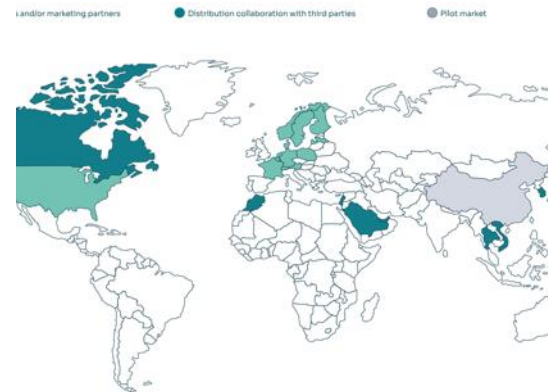 s and/or marketing partners
Distribution collaboration with third parties
Pilot market